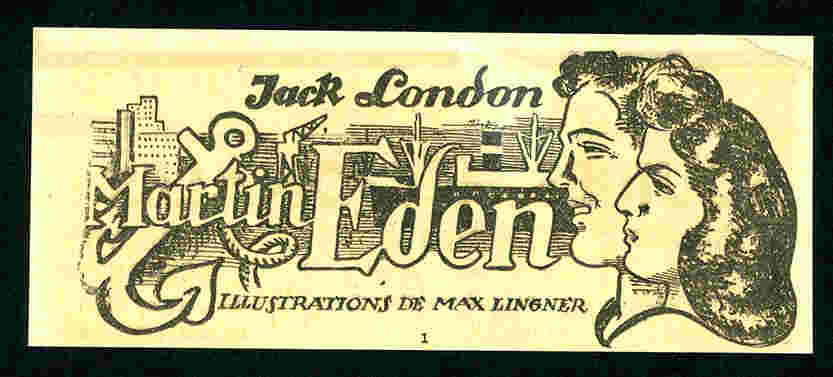 Jack London
Martin Eden
ILLUSTRATIONS DE MAX LINGNER
1